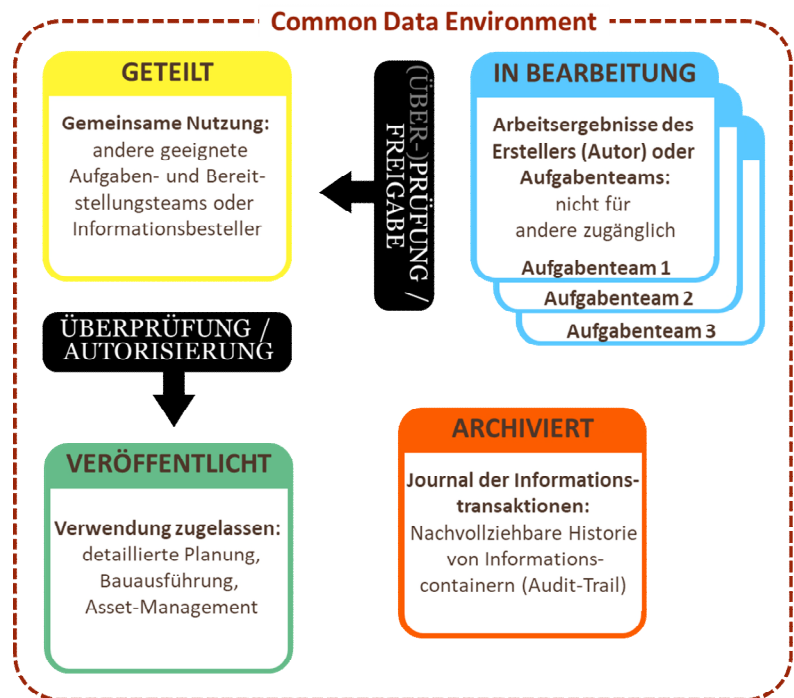 Common Data Environment
GETEILT
Gemeinsame Nutzung:
andere geeignete
Aufgaben- und Bereit-
stellungsteams oder
Informationsbesteller
(ÜBER-)PRÜFUNG /
FREIGABE
IN BEARBEITUNG
Arbeitsergebnisse des
Erstellers (Autor) oder
Aufgabenteams:
nicht für
andere zugänglich
Aufgabenteam 1
Aufgabenteam 2
Aufgabenteam 3
ÜBERPRÜFUNG /
AUTORISIERUNG
VERÖFFENTLICHT
Verwendung zugelassen:
detaillierte Planung,
Bauausführung,
Asset-Management
ARCHIVIERT
Journal der Informations-
transaktionen:
Nachvollziehbare Historie
von Informations-
containern (Audit-Trail)